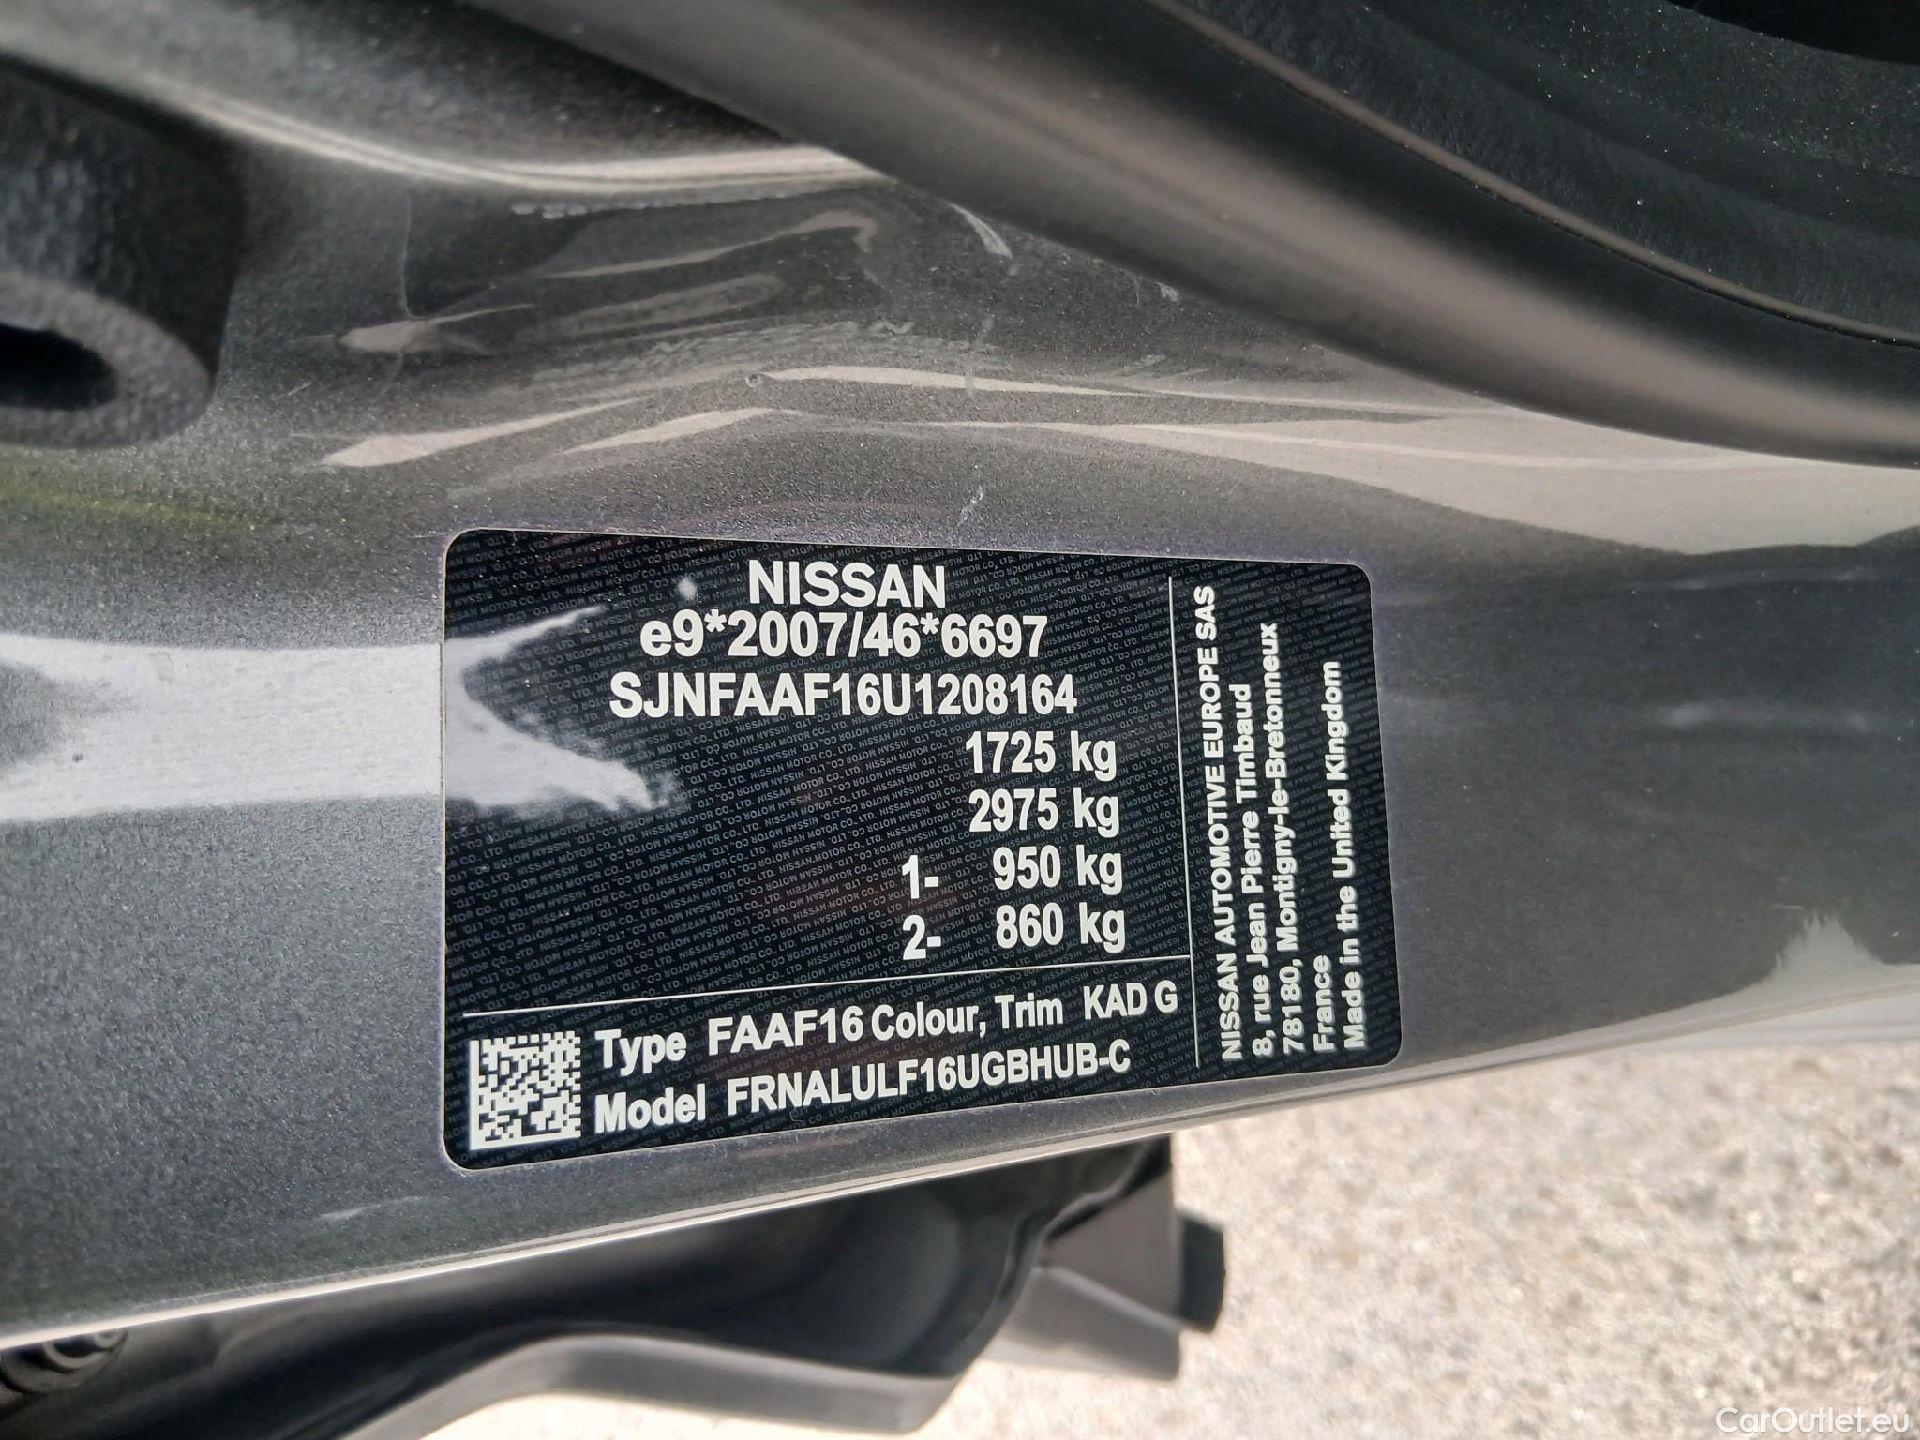 NISSAN
e9*2007/46*6697
SJNFAAF16U1208164
1725 kg
2975 kg
1- 950 kg
2- 860 kg
Type FAAF16 Colour, Trim KAD G
Model FRNALULF16UGBHUB-C
NISSAN AUTOMOTIVE EUROPE SAS
8, rue Jean Pierre Timbaud
78180, Montigny-le-Bretonneux
France
Made in the United Kingdom
CarOutlet.eu